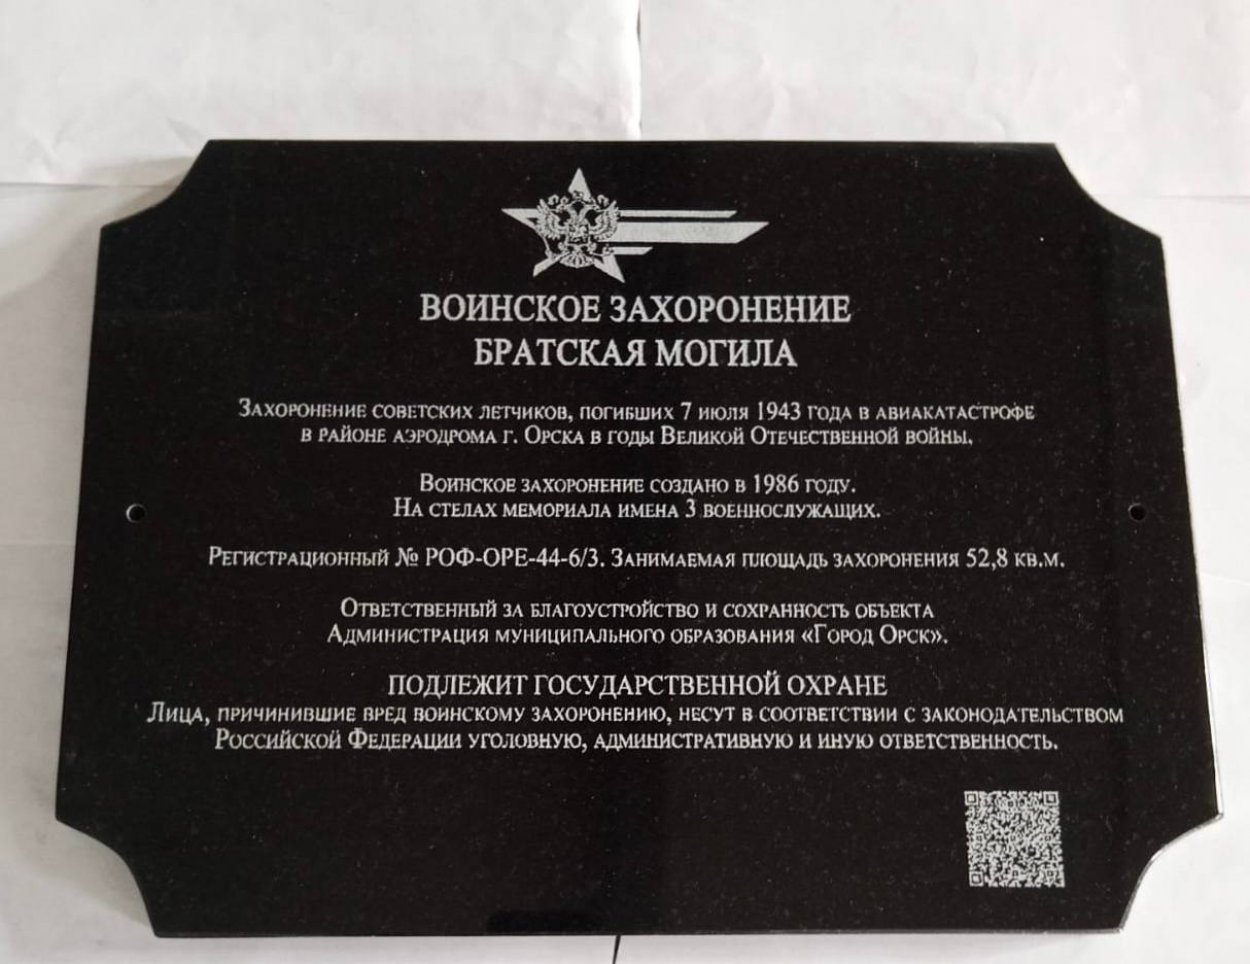 ВОИНСКОЕ ЗАХОРОНЕНИЕ
БРАТСКАЯ МОГИЛА
Захоронение советских летчиков, погибших 7 июля 1943 года в авиакатастрофе
в районе аэродрома г. Орска в годы Великой Отечественной войны.
Воинское захоронение создано в 1986 году.
На стелах мемориала имена 3 военнослужащих.
Регистрационный № РОФ-ОРЕ-44-6/3. Занимаемая площадь захоронения 52,8 кв.м.
Ответственный за благоустройство и сохранность объекта
Администрация муниципального образования «Город Орск».
ПОДЛЕЖИТ ГОСУДАРСТВЕННОЙ ОХРАНЕ
Лица, причинившие вред воинскому захоронению, несут в соответствии с законодательством
Российской Федерации уголовную, административную и иную ответственность.